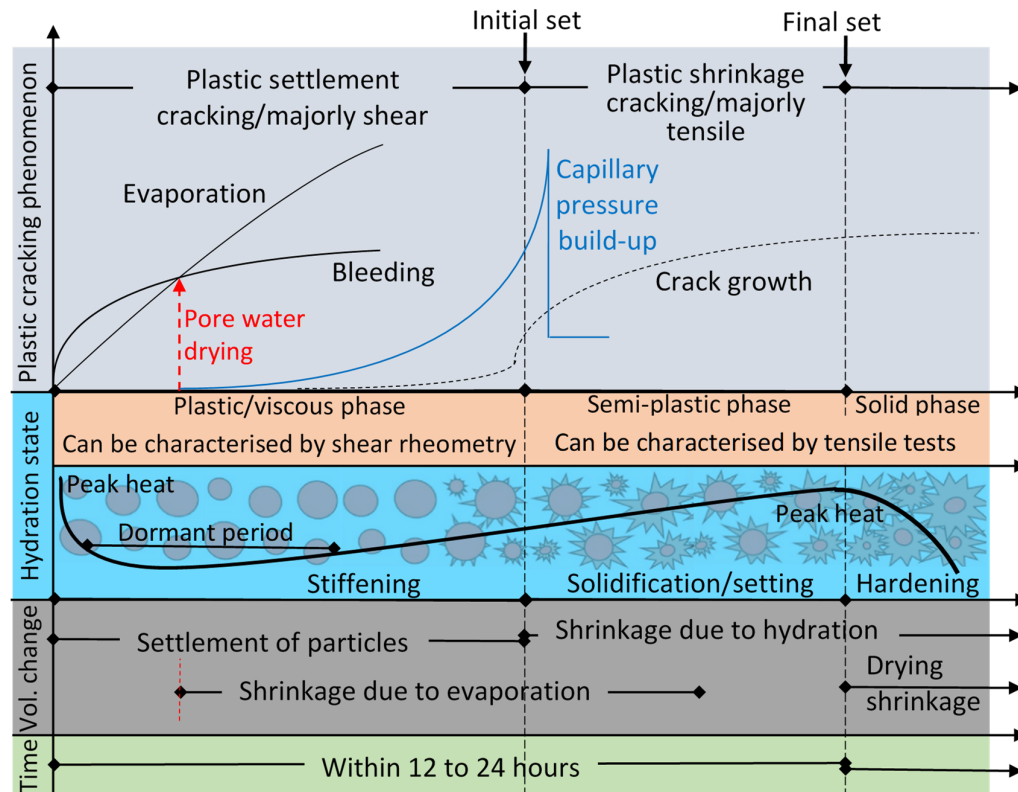 Initial set
Final set
Plastic cracking phenomenon
Plastic settlement
cracking/majorly shear
Plastic shrinkage
cracking/majorly
tensile
Evaporation
Bleeding
Pore water
drying
Capillary
pressure
build-up
Crack growth
Plastic/viscous phase
Semi-plastic phase
Solid phase
Can be characterised by shear rheometry
Can be characterised by tensile tests
Hydration state
Peak heat
Dormant period
Peak heat
Stiffening
Solidification/setting
Hardening
Vol. change
Settlement of particles
Shrinkage due to hydration
Shrinkage due to evaporation
Drying
shrinkage
Time
Within 12 to 24 hours